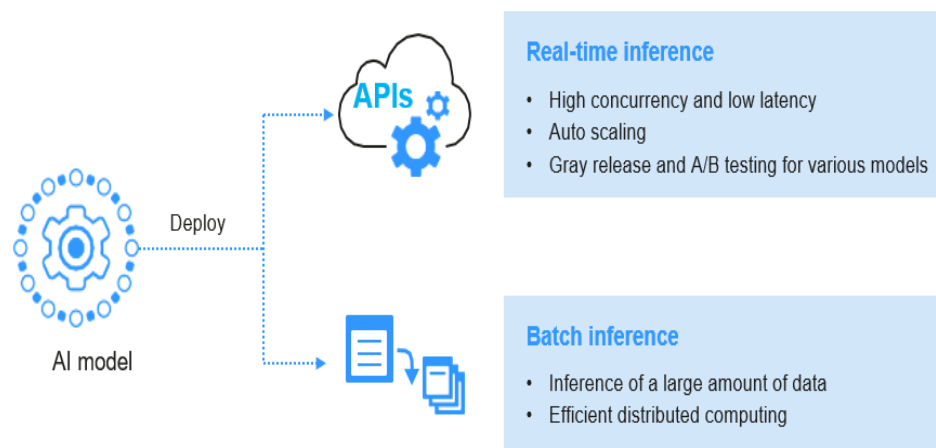 APIs
Real-time inference
• High concurrency and low latency
• Auto scaling
• Gray release and A/B testing for various models
Deploy
AI model
Batch inference
• Inference of a large amount of data
• Efficient distributed computing